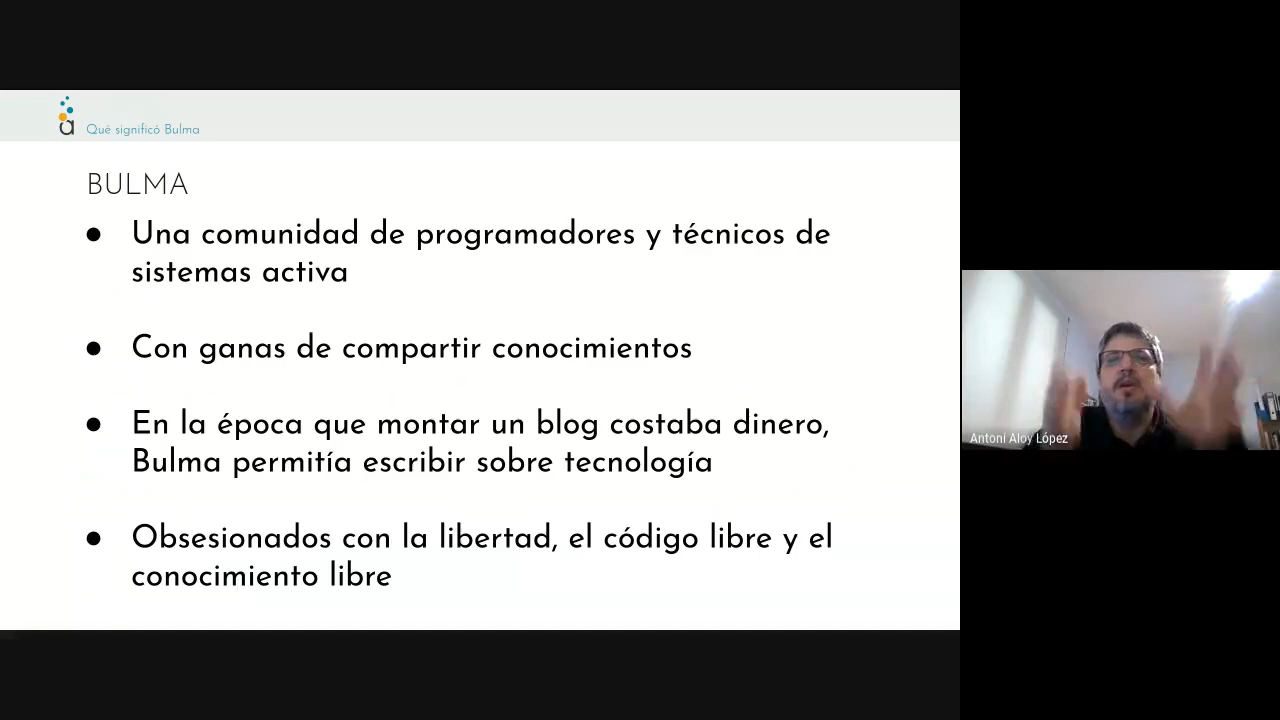 Qué significó Bulma
BULMA
● Una comunidad de programadores y técnicos de
sistemas activa
● Con ganas de compartir conocimientos
● En la época que montar un blog costaba dinero,
Bulma permitía escribir sobre tecnología
● Obsesionados con la libertad, el código libre y el
conocimiento libre
Antoni Aloy López